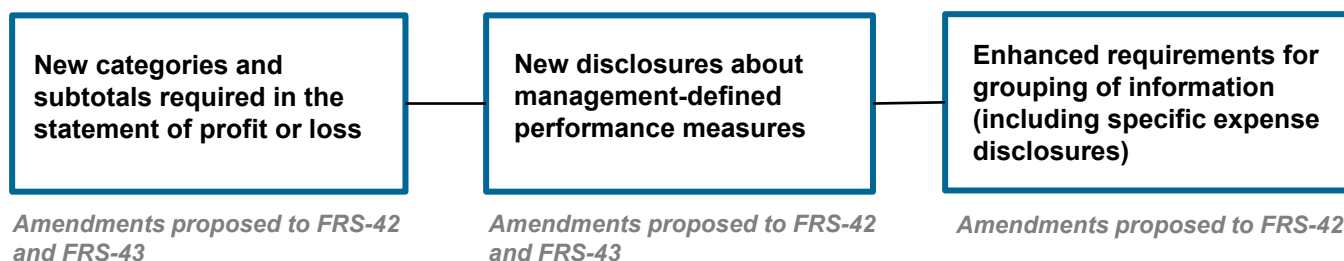 New categories and
subtotals required in the
statement of profit or loss
Amendments proposed to FRS-42
and FRS-43
New disclosures about
management-defined
performance measures
Amendments proposed to FRS-42
and FRS-43
Enhanced requirements for
grouping of information
(including specific expense
disclosures)
Amendments proposed to FRS-42